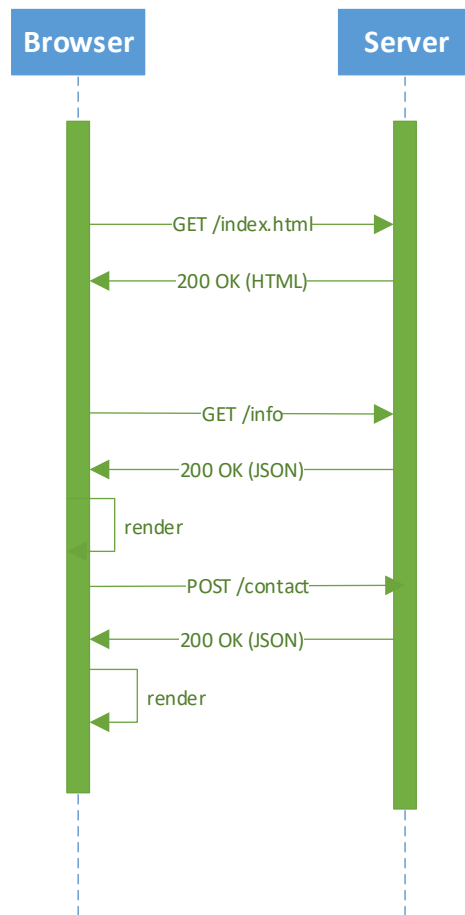 Browser
Server
GET /index.html
200 OK (HTML)
GET /info
200 OK (JSON)
render
POST /contact
200 OK (JSON)
render